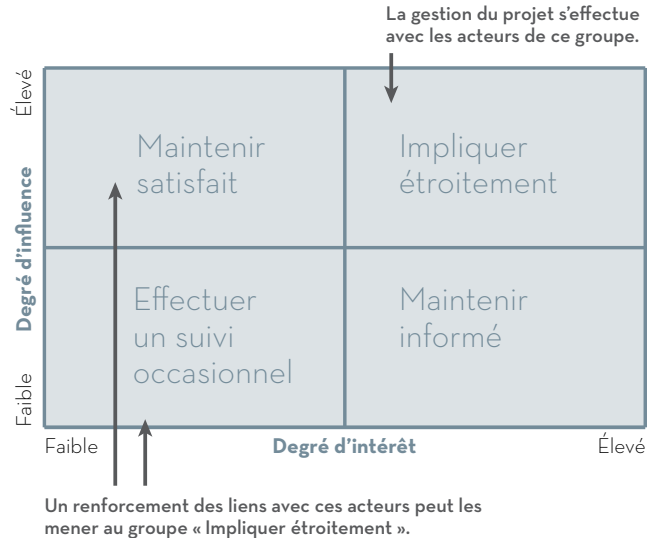 La gestion du projet s’effectue
avec les acteurs de ce groupe.
Élevé
Maintenir
satisfait
Impliquer
étroitement
Degré d’influence
Effectuer
un suivi
occasionnel
Maintenir
informé
Faible
Faible
Degré d’intérêt
Élevé
Un renforcement des liens avec ces acteurs peut les
mener au groupe « Impliquer étroitement ».